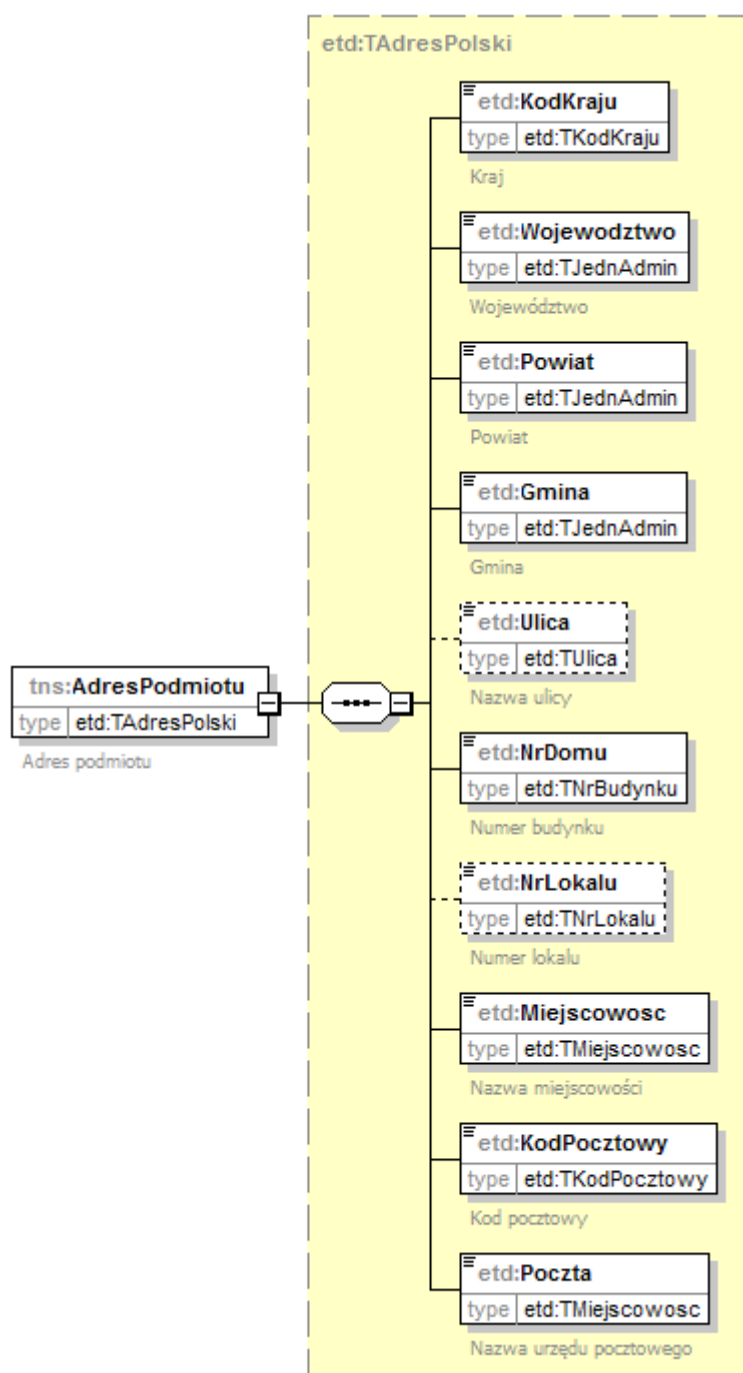 etd:TAdresPolski
etd:KodKraju
type etd:TKodKraju
Kraj
etd:Wojewodztwo
type etd:TJednAdmin
Województwo
etd:Powiat
type etd:TJednAdmin
Powiat
etd:Gmina
type etd:TJednAdmin
Gmina
etd:Ulica
type etd:TUlica
Nazwa ulicy
tns:AdresPodmiotu
type etd:TAdresPolski
Adres podmiotu
etd:NrDomu
type etd:TNrBudynku
Numer budynku
etd:NrLokalu
type etd:TNrLokalu
Numer lokalu
etd:Miejscowosc
type etd:TMiejscowosc
Nazwa miejscowości
etd:KodPocztowy
type etd:TKodPocztowy
Kod pocztowy
etd:Poczta
type etd:TMiejscowosc
Nazwa urzędu pocztowego